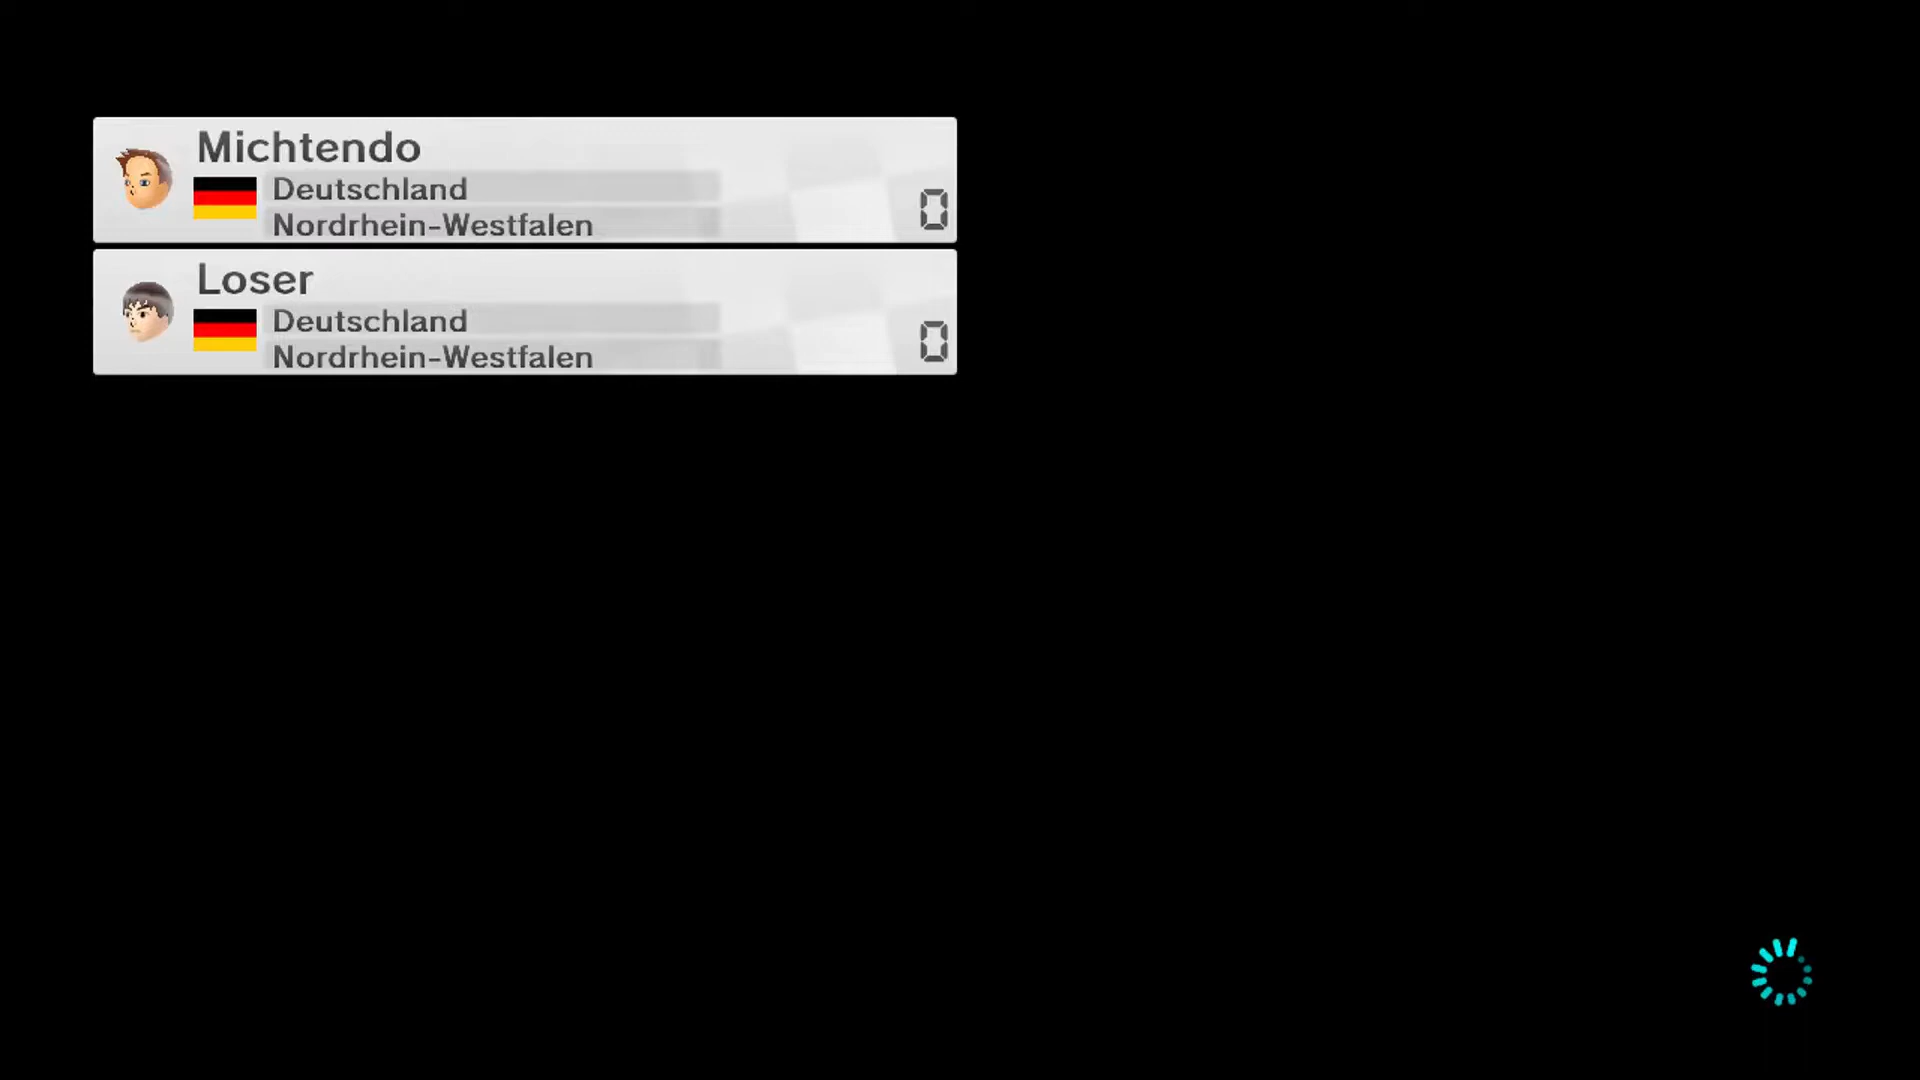 Michtendo
Deutschland
Nordrhein-Westfalen
0
Loser
Deutschland
Nordrhein-Westfalen
0